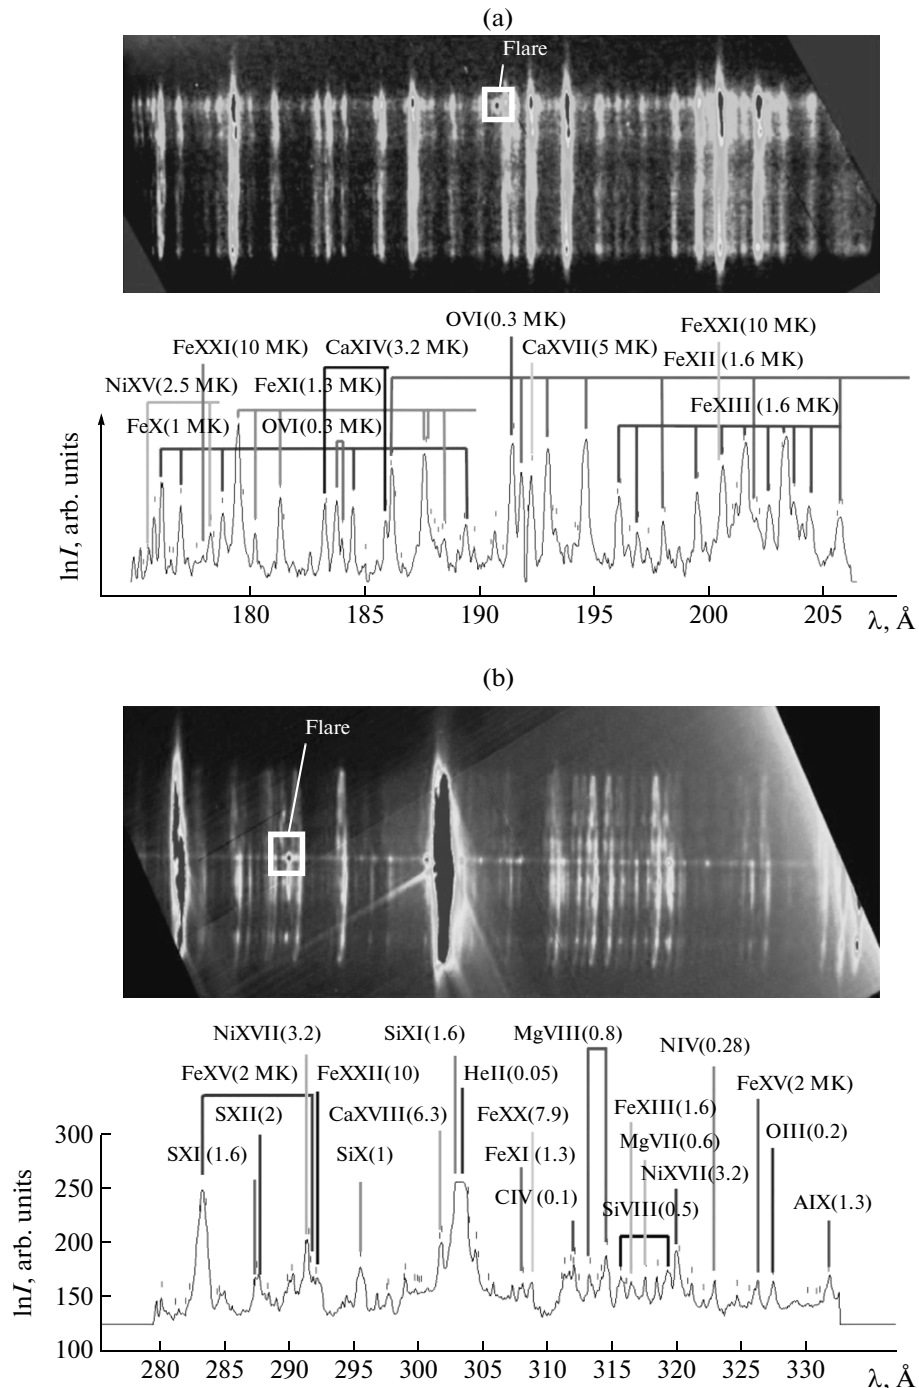 (a)
Flare
OVI(0.3 MK)
FeXXI(10 MK)
FeXXI(10 MK) CaXIV(3.2 MK) CaXVII(5 MK)
FeXII (1.6 MK)
NiXV(2.5 MK) FeXI(1.3 MK)
FeXIII (1.6 MK)
FeX(1 MK) OVI(0.3 MK)
lnI, arb. units
180 185 190 195 200 205
λ, Å
(b)
Flare
NiXVII(3.2) SiXI(1.6) MgVIII(0.8)
NIV(0.28)
FeXV(2 MK) FeXXII(10) HeII(0.05)
FeXV(2 MK)
SXII(2) CaXVIII(6.3) FeXX(7.9) FeXIII(1.6)
OIII(0.2)
MgVII(0.6)
SXI (1.6) SiX(1) FeXI (1.3)
NiXVII(3.2)
CIV (0.1) SiVIII(0.5) AIX(1.3)
lnI, arb. units
300
250
200
150
100
280 285 290 295 300 305 310 315 320 325 330
λ, Å